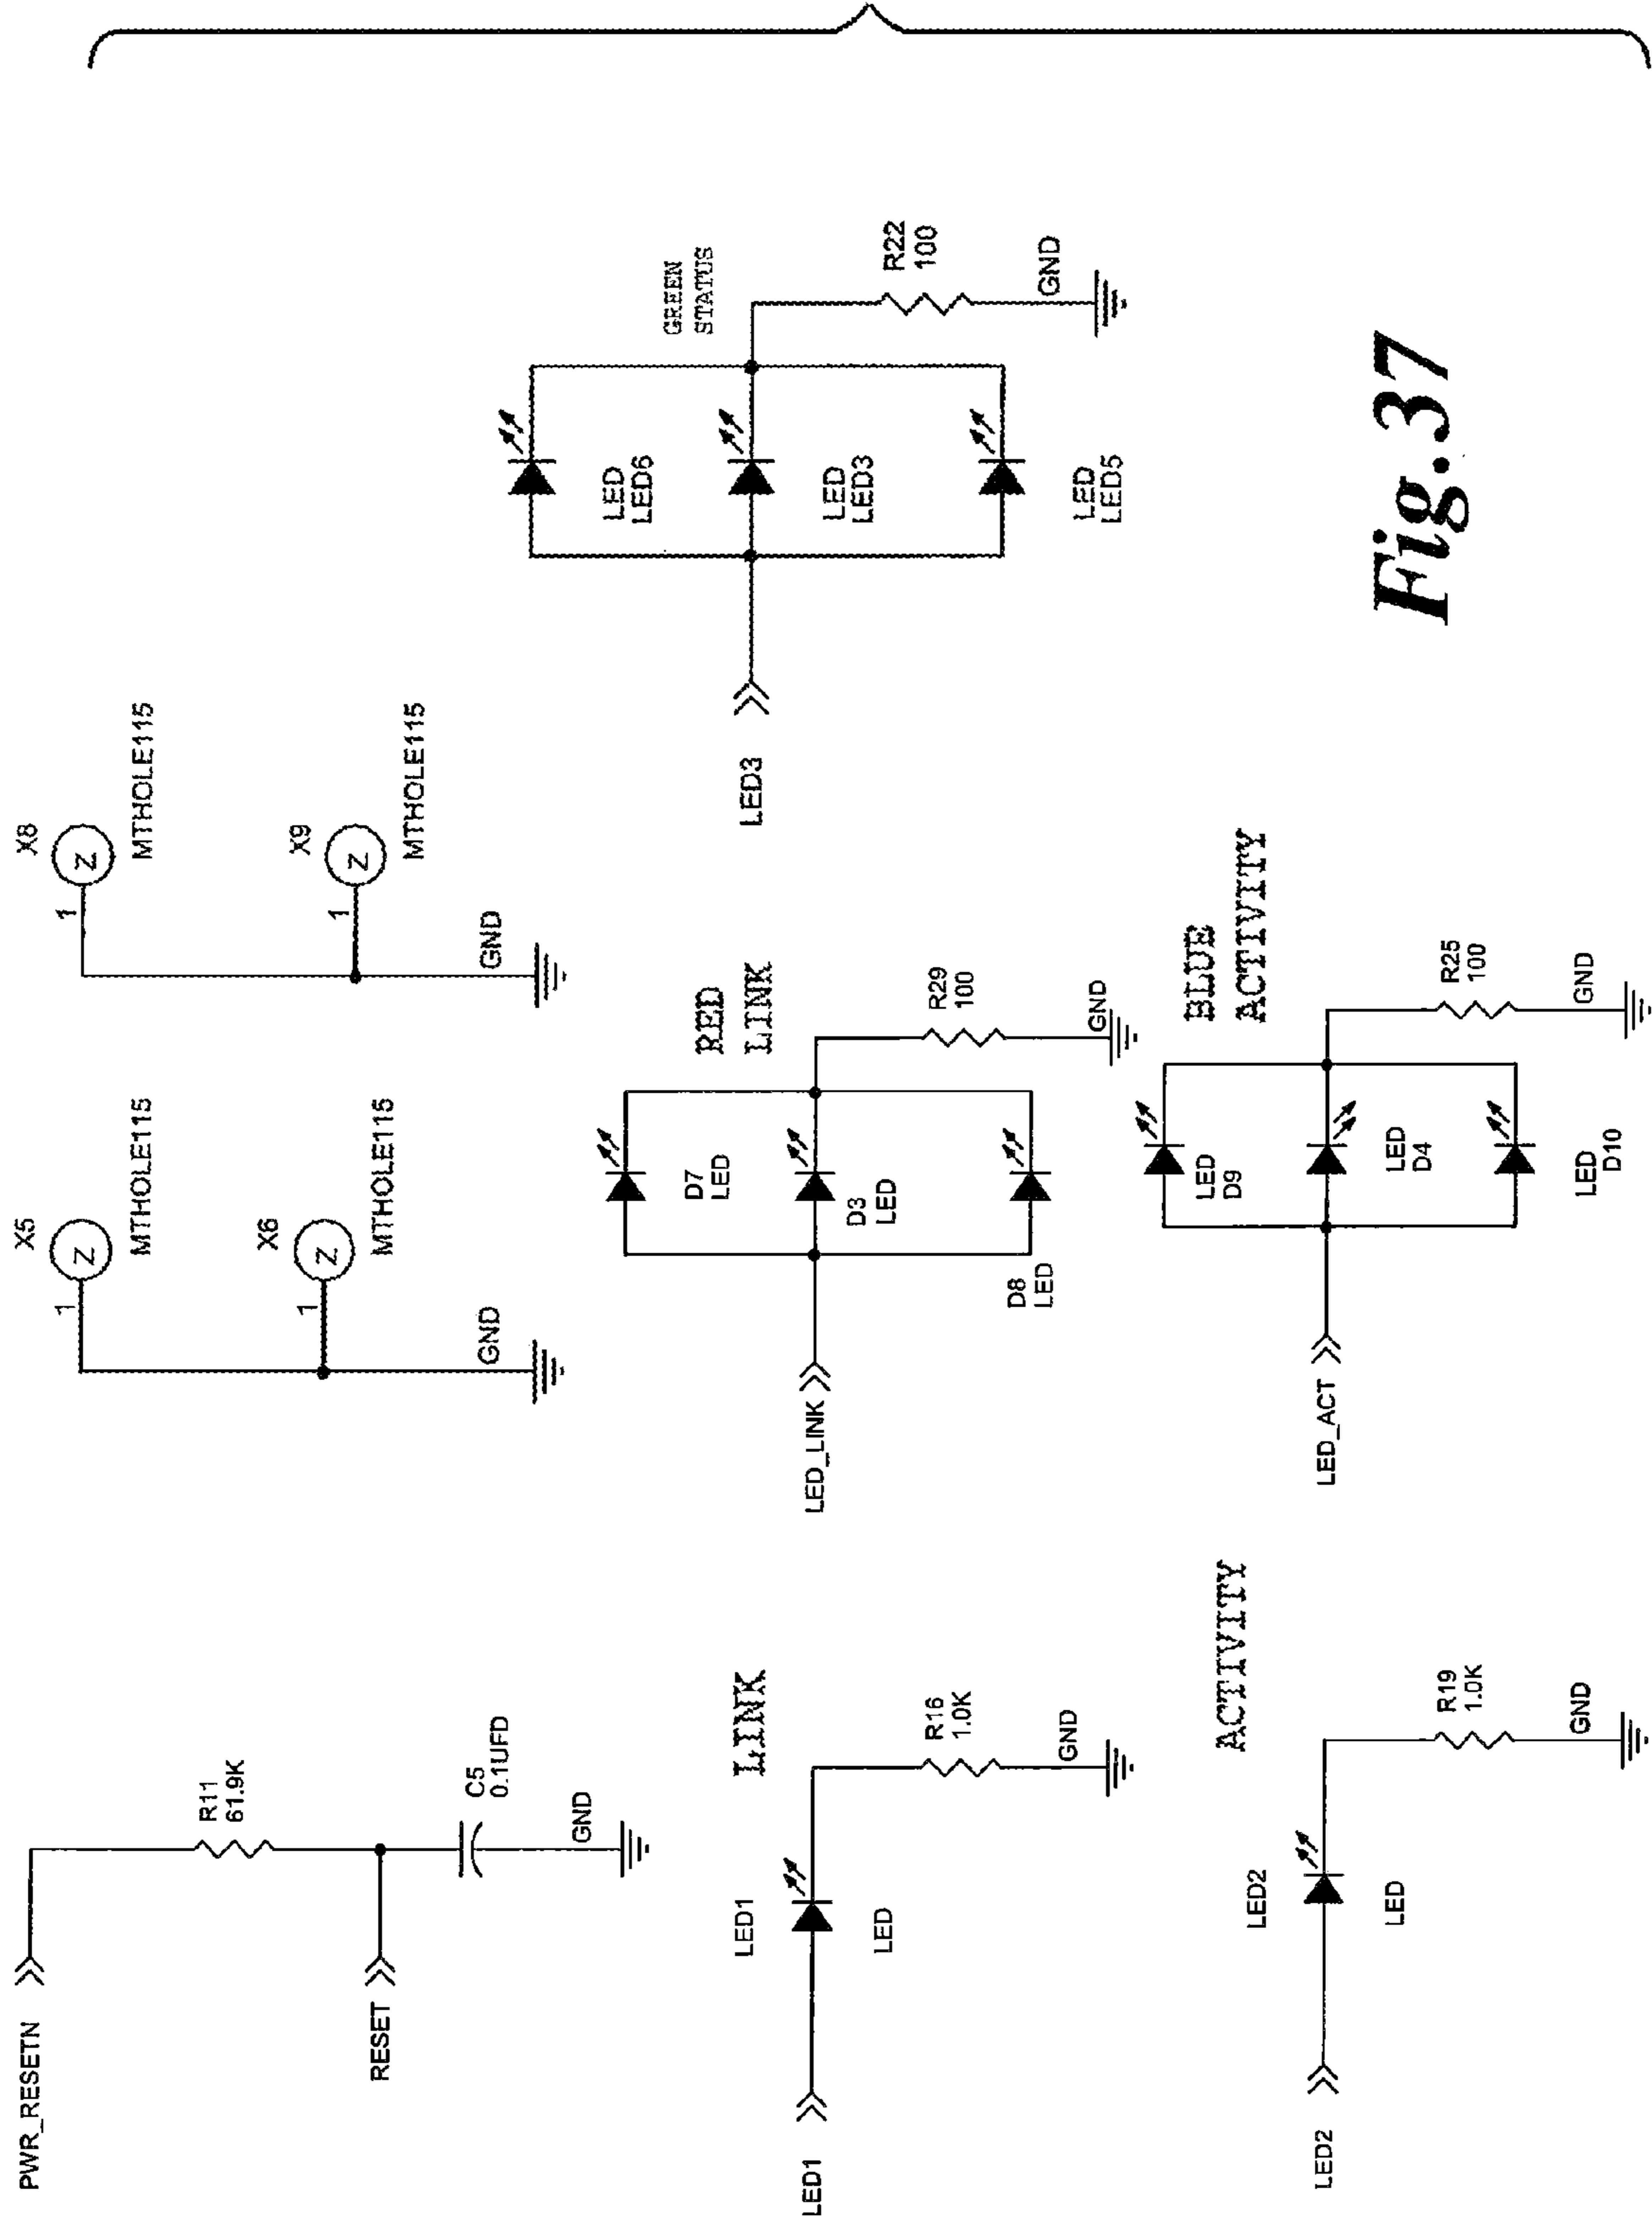 PWR_RESETN
R11
61.9K
RESET
C5
0.1UFD
GND
X5
1
Z
MTHOLE115
X6
1
Z
MTHOLE115
GND
X8
1
Z
MTHOLE115
X9
1
Z
MTHOLE115
GND
LED1
LED1
LED
LINK
R16
1.0K
GND
LED_LINK
D7
LED
D3
LED
D8
LED
RED
LINK
R29
100
GND
LED3
LED
LED6
LED
LED3
LED
LED5
GREEN
STATUS
R22
100
GND
LED2
LED2
LED
ACTIVITY
R19
1.0K
GND
LED_ACT
LED
D9
LED
D4
LED
D10
BLUE
ACTIVITY
R25
100
GND
Fig.37